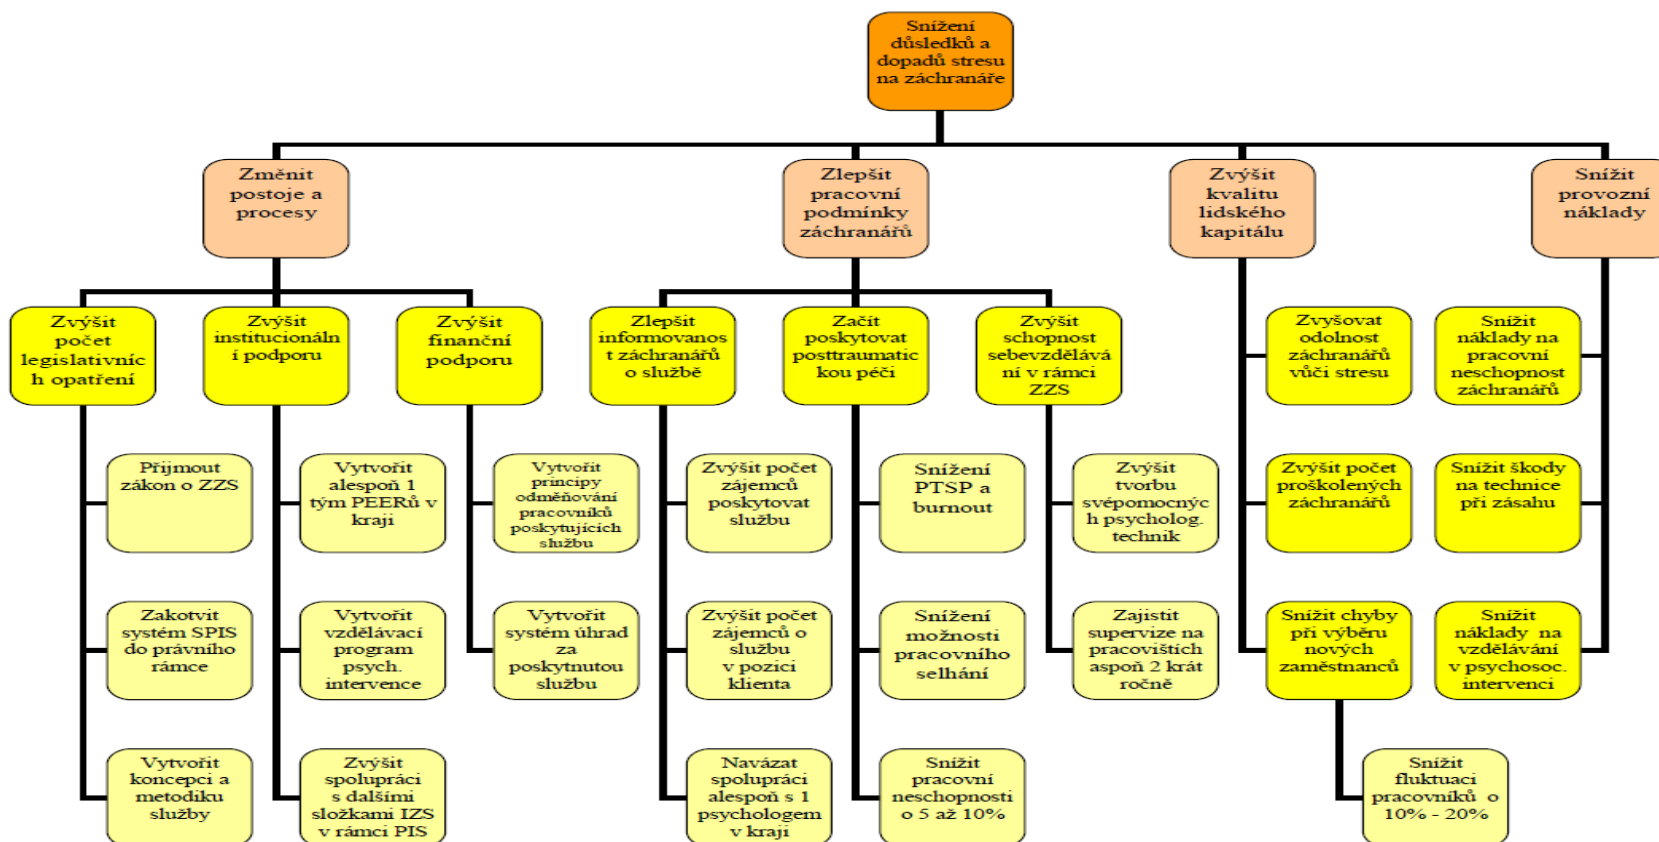 Snížení
důsledků a
dopadů stresu
na záchranáře
Změnit
postoje a
procesy
Zlepšit
pracovní
podmínky
záchranářů
Zvýšit
kvalitu
lidského
kapitálu
Snížit
provozní
náklady
Zvýšit
počet
legislativníc
h opatření
Zvýšit
institucionál
ní podporu
Zvýšit
finanční
podporu
Zlepšit
informovanos
t záchranářů
o službě
Začít
poskytovat
posttraumatic
kou péči
Zvýšit
schopnost
sebevzděláv
ání v rámci
ZZS
Zvyšovat
odolnost
záchranářů
vůči stresu
Snížit
náklady na
pracovní
neschopnost
záchranářů
Přijmout
zákon o ZZS
Vytvořit
alespoň 1
tým PEERů v
kraji
Vytvořit
principy
odměňování
pracovníků
poskytujících
službu
Zvýšit počet
zájemců
poskytovat
službu
Snížení
PTSP a
burnout
Zvýšit
tvorbu
svépomocnýc
h psycholog.
technik
Zvýšit počet
proškolených
záchranářů
Snížit škody
na technice
při zásahu
Zakotvit
systém SPIS
do právního
rámce
Vytvořit
vzdělávací
program
psych.
intervence
Vytvořit
systém úhrad
za
poskytnutou
službu
Zvýšit počet
zájemců o
službu
v pozici
klienta
Snížení
možnosti
pracovního
selhání
Zajistit
supervize na
pracovištích
aspoň 2 krát
ročně
Snížit chyby
při výběru
nových
zaměstnanců
Snížit
náklady na
vzdělávání
v psychosoc.
intervenci
Vytvořit
koncepci a
metodiku
služby
Zvýšit
spolupráci
s dalšími
složkami IZS
v rámci PIS
Navázat
spolupráci
alespoň s 1
psychologem
v kraji
Snížit
pracovní
neschopnosti
o 5 až 10%
Snížit
fluktuaci
pracovníků o
10% - 20%